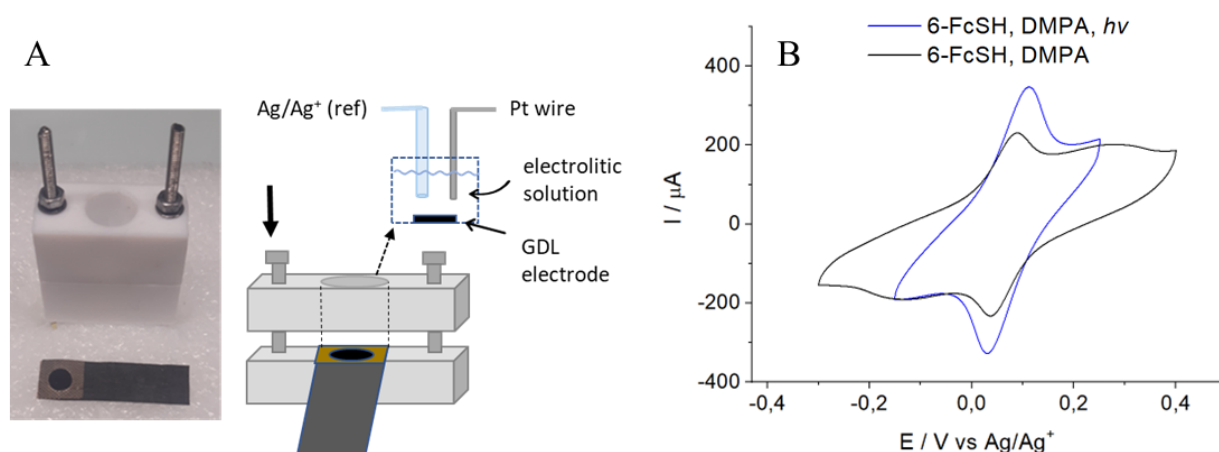 A
Ag/Ag⁺ (ref)
Pt wire
electrolitic
solution
GDL
electrode
B
6-FcSH, DMPA, hν
6-FcSH, DMPA
400
200
0
-200
-400
I / µA
-0,4
-0,2
0,0
0,2
0,4
E / V vs Ag/Ag⁺